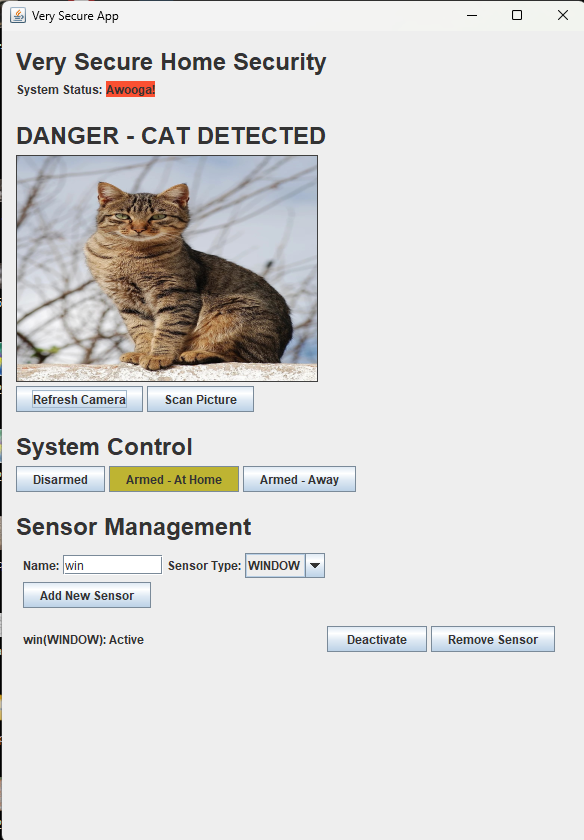 Very Secure App
Very Secure Home Security
System Status: Awooga!
DANGER - CAT DETECTED
Refresh Camera Scan Picture
System Control
Disarmed Armed - At Home Armed - Away
Sensor Management
Name: win Sensor Type: WINDOW
Add New Sensor
win(WINDOW): Active Deactivate Remove Sensor